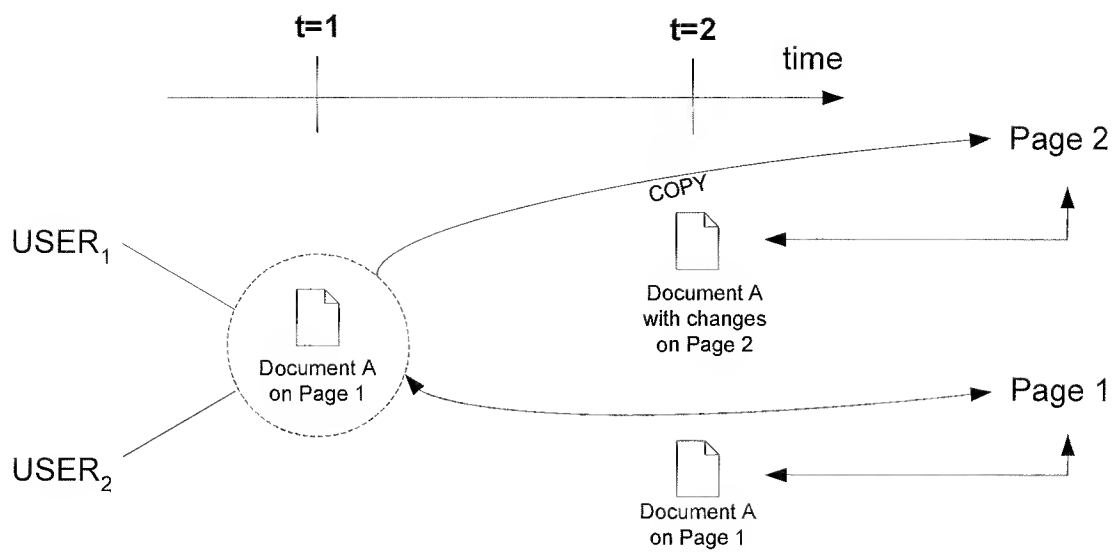 t=1
t=2
time
Page 2
COPY
USER₁
Document A
with changes
on Page 2
Document A
on Page 1
Page 1
USER₂
Document A
on Page 1